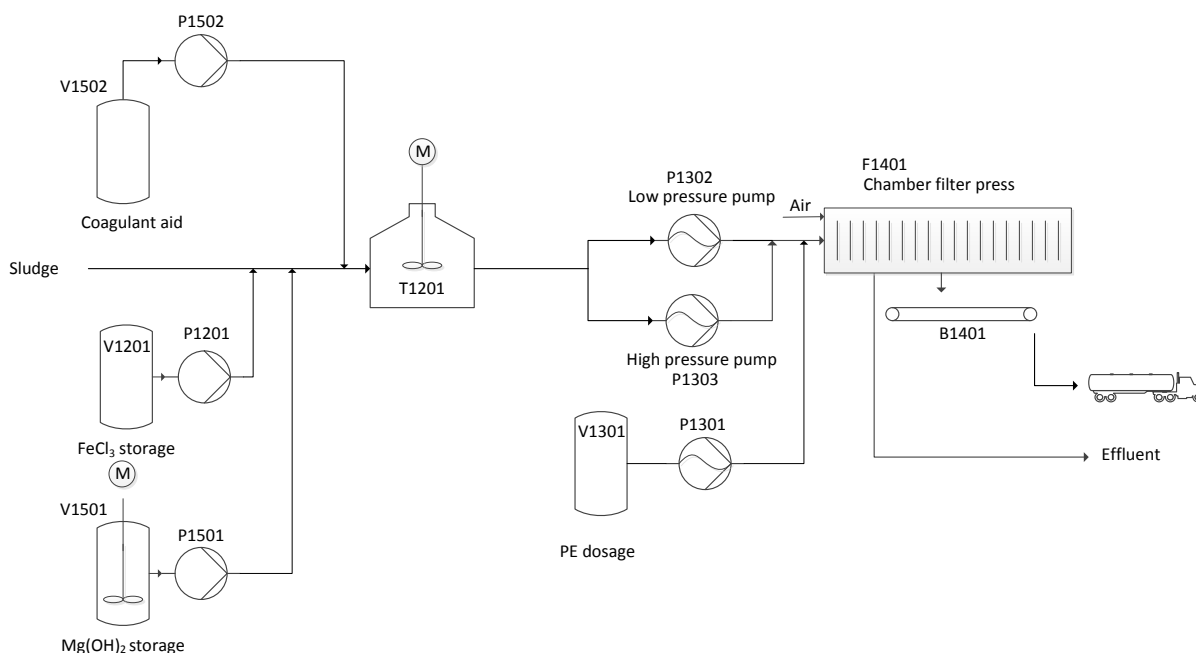 P1502
V1502
Coagulant aid
M
Sludge
T1201
V1201
P1201
FeCl₃ storage
M
V1501
P1501
Mg(OH)₂ storage
P1302
Low pressure pump
High pressure pump
P1303
V1301
P1301
PE dosage
F1401
Chamber filter press
Air
B1401
Effluent